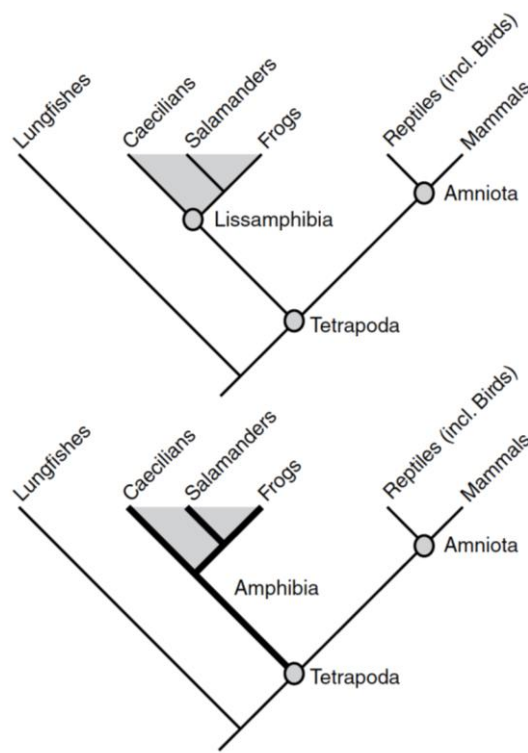 Lungfishes
Caecilians
Salamanders
Frogs
Reptiles (incl. Birds)
Mammals
Amniota
Lissamphibia
Tetrapoda
Lungfishes
Caecilians
Salamanders
Frogs
Reptiles (incl. Birds)
Mammals
Amniota
Amphibia
Tetrapoda